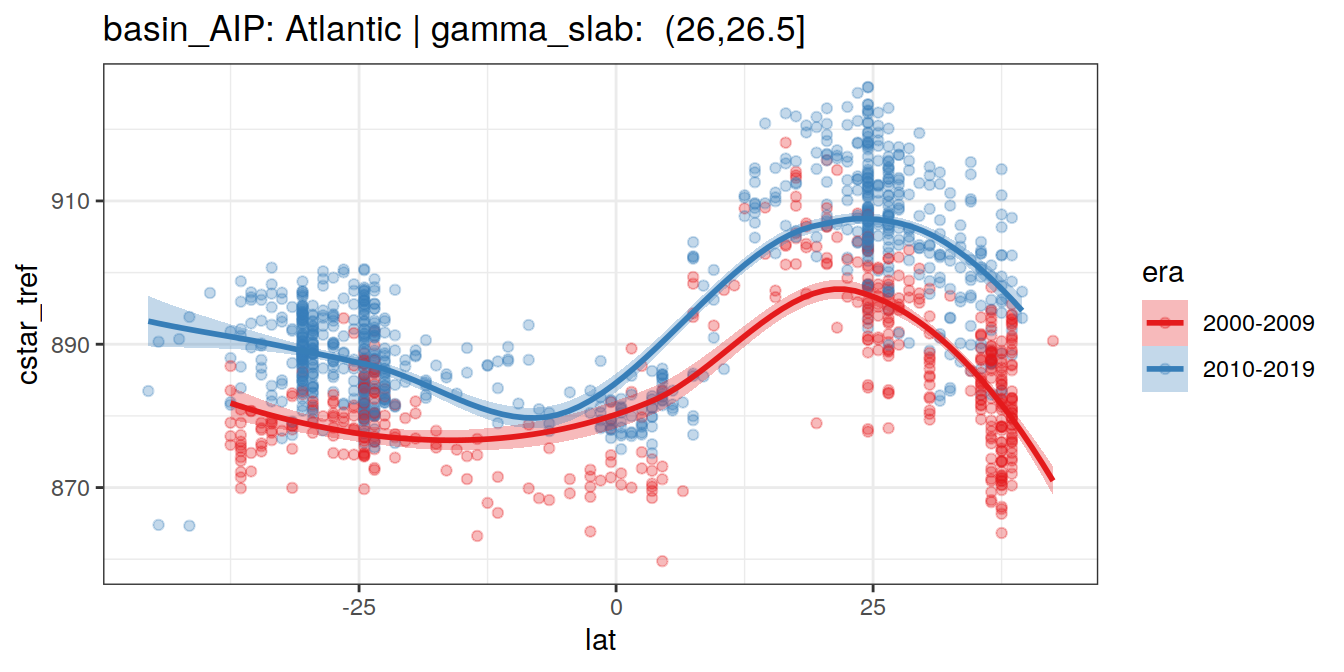 basin_AIP: Atlantic | gamma_slab:  (26,26.5]
910
890
870
cstar_tref
-25
0
25
lat
era
2000-2009
2010-2019